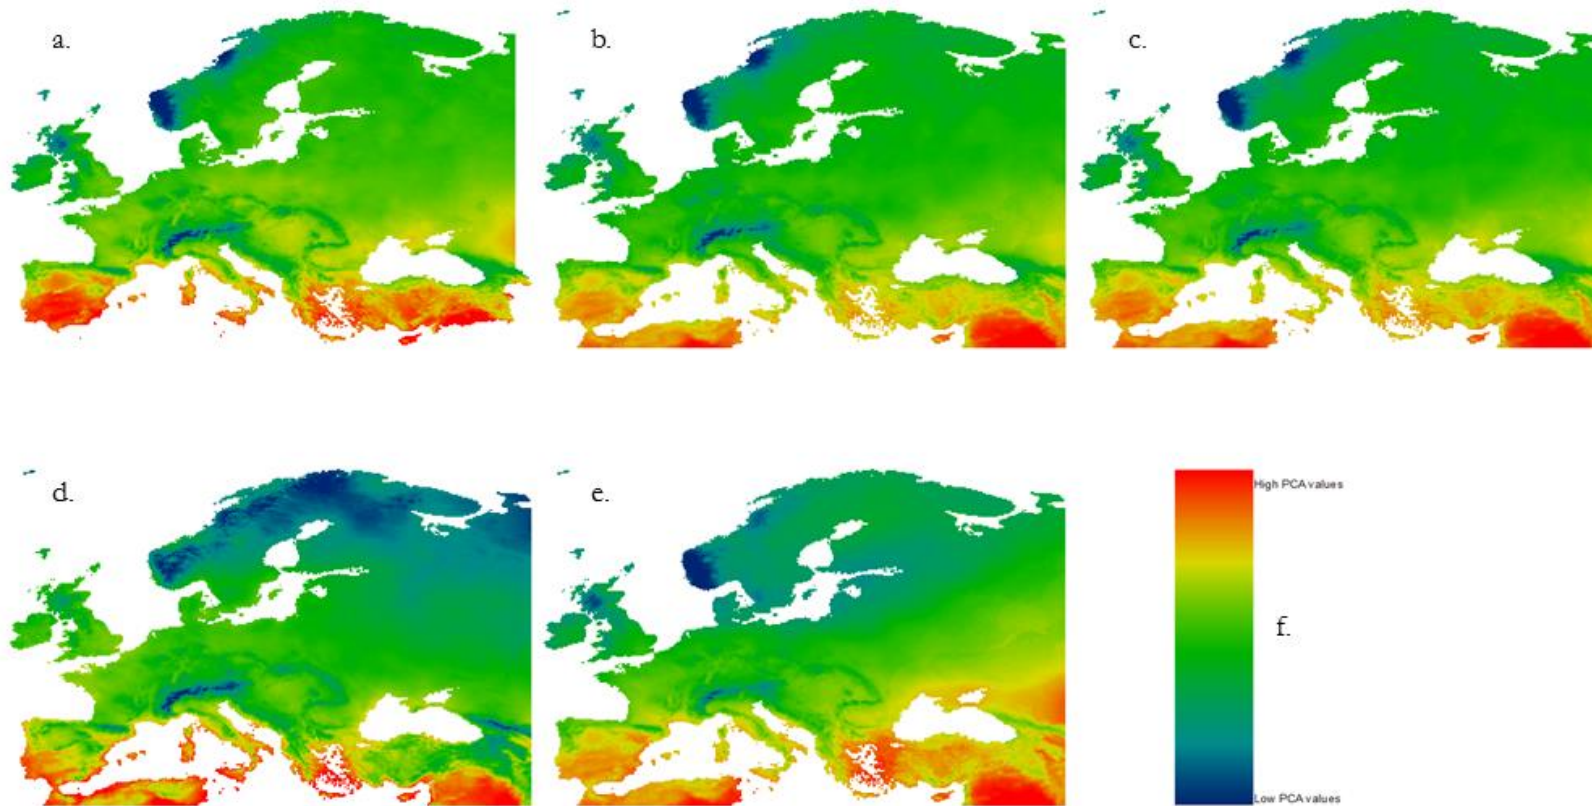 a.
b.
c.
d.
e.
High PCA values
f.
Low PCA values